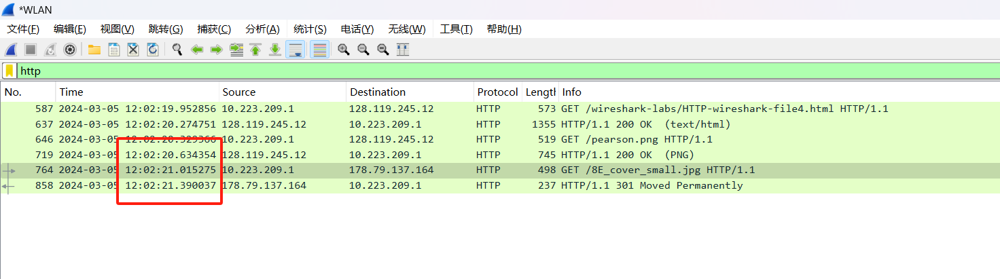 *WLAN
文件(F) 编辑(E) 视图(V) 跳转(G) 捕获(C) 分析(A) 统计(S) 电话(Y) 无线(W) 工具(T) 帮助(H)
http
No. Time Source Destination Protocol Length Info
587 2024-03-05 12:02:19.952856 10.223.209.1 128.119.245.12 HTTP 573 GET /wireshark-labs/HTTP-wireshark-file4.html HTTP/1.1
637 2024-03-05 12:02:20.274751 128.119.245.12 10.223.209.1 HTTP 1355 HTTP/1.1 200 OK (text/html)
646 2024-03-05 12:02:20.329366 10.223.209.1 128.119.245.12 HTTP 519 GET /pearson.png HTTP/1.1
719 2024-03-05 12:02:20.634354 128.119.245.12 10.223.209.1 HTTP 745 HTTP/1.1 200 OK (PNG)
764 2024-03-05 12:02:21.015275 10.223.209.1 178.79.137.164 HTTP 498 GET /8E_cover_small.jpg HTTP/1.1
858 2024-03-05 12:02:21.390037 178.79.137.164 10.223.209.1 HTTP 237 HTTP/1.1 301 Moved Permanently